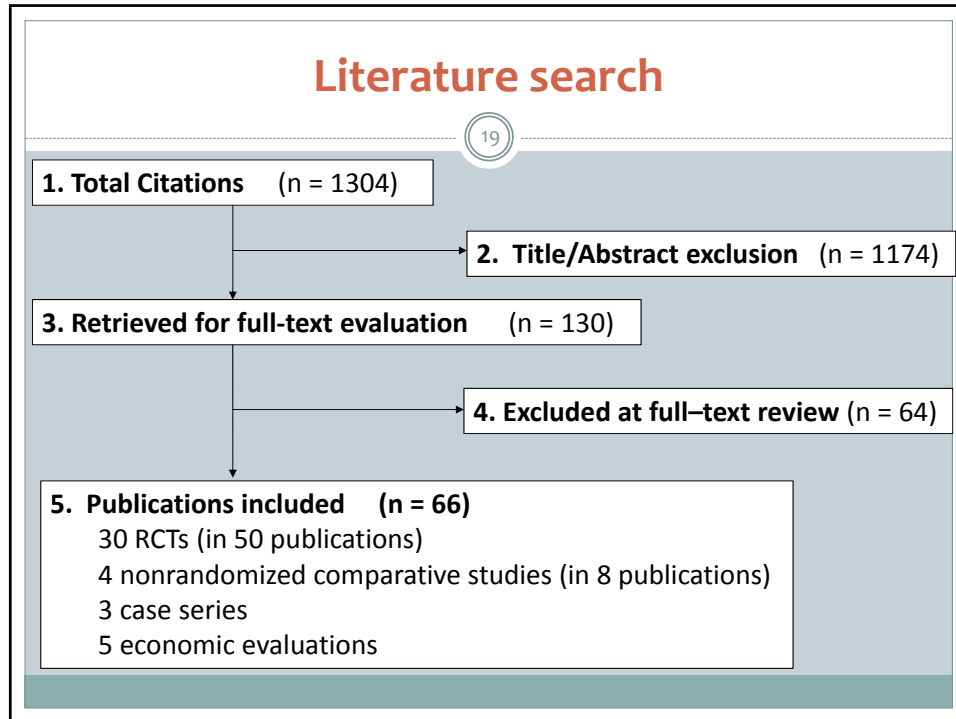 Literature search
19
1. Total Citations (n = 1304)
2. Title/Abstract exclusion (n = 1174)
3. Retrieved for full-text evaluation (n = 130)
4. Excluded at full–text review (n = 64)
5. Publications included (n = 66)
30 RCTs (in 50 publications)
4 nonrandomized comparative studies (in 8 publications)
3 case series
5 economic evaluations